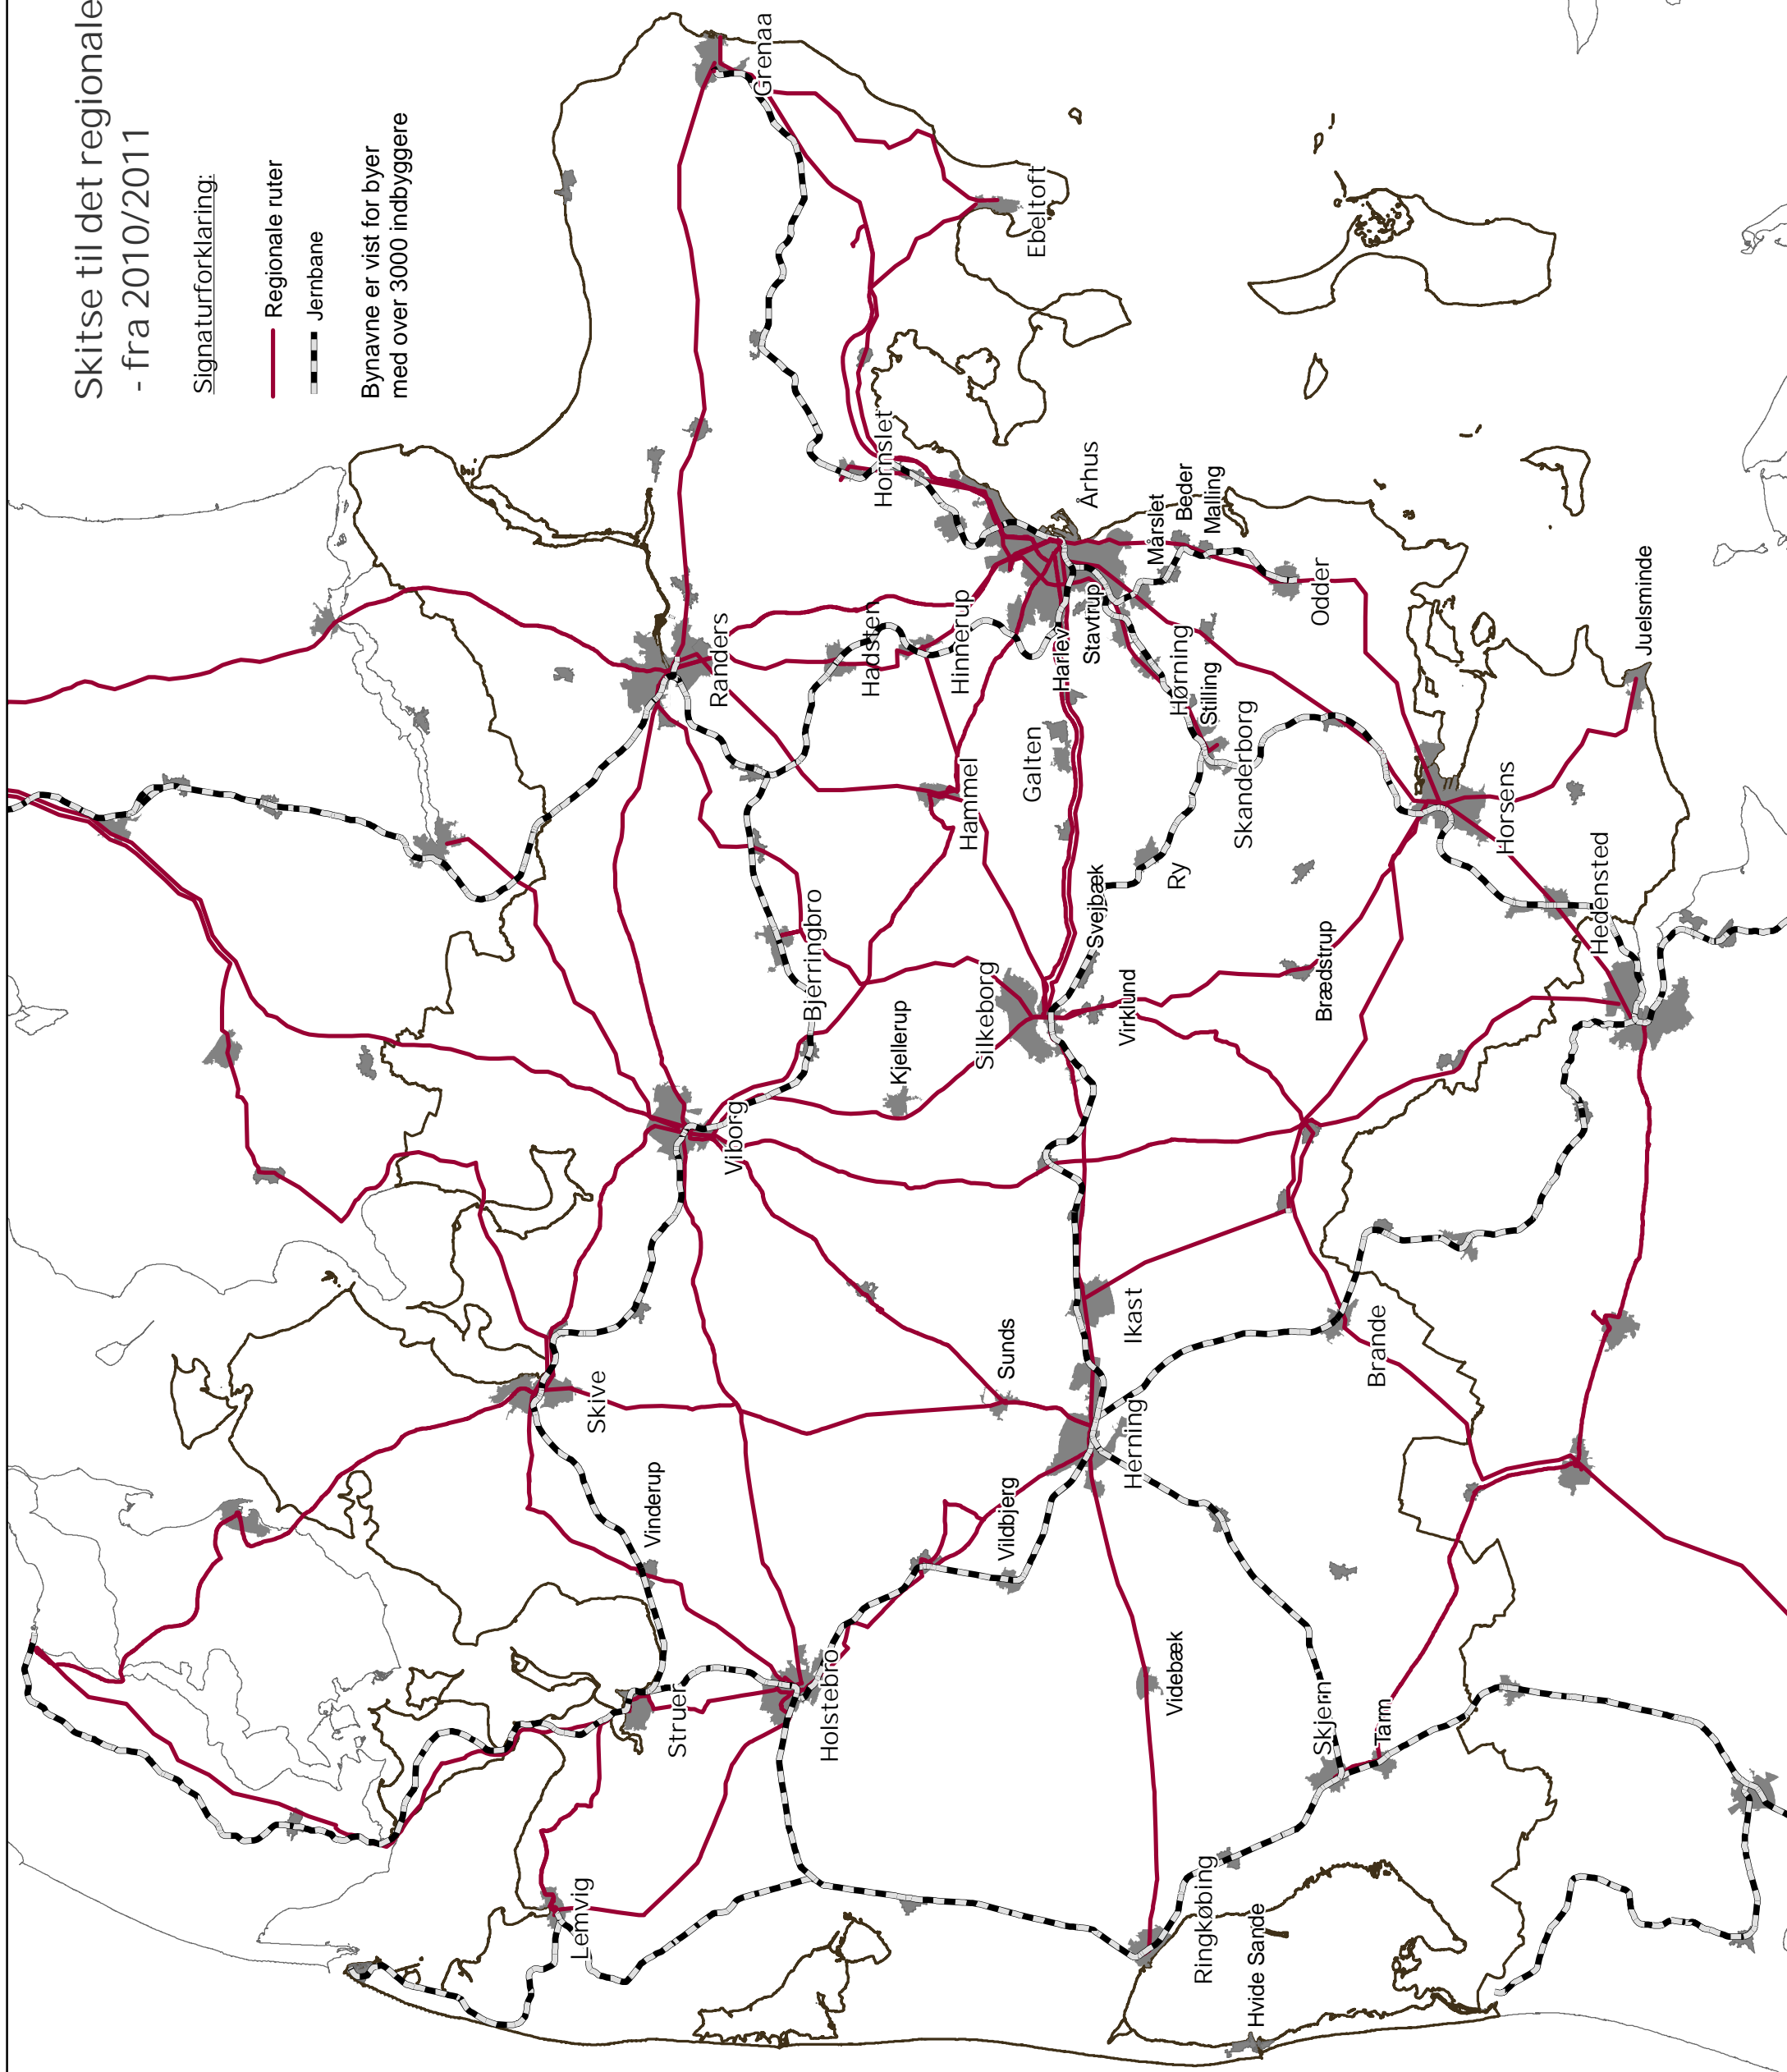 Skitse til det regionale
- fra 2010/2011
Signaturforklaring:
Regionale ruter
Jernbane
Bynavne er vist for byer
med over 3000 indbyggere
Grenaa
Ebeltoft
Hornslet
Århus
Mårslet
Beder
Malling
Odder
Juelsminde
Randers
Hadsten
Hinnerup
Harlev
Stavtrup
Hørning
Stilling
Skanderborg
Galten
Hammel
Ry
Horsens
Hedensted
Bjerringbro
Svejbæk
Silkeborg
Virklund
Brædstrup
Kjellerup
Viborg
Ikast
Brande
Sunds
Skive
Herning
Vildbjerg
Vinderup
Videbæk
Struer
Holstebro
Skjern
Tarm
Lemvig
Ringkøbing
Hvide Sande